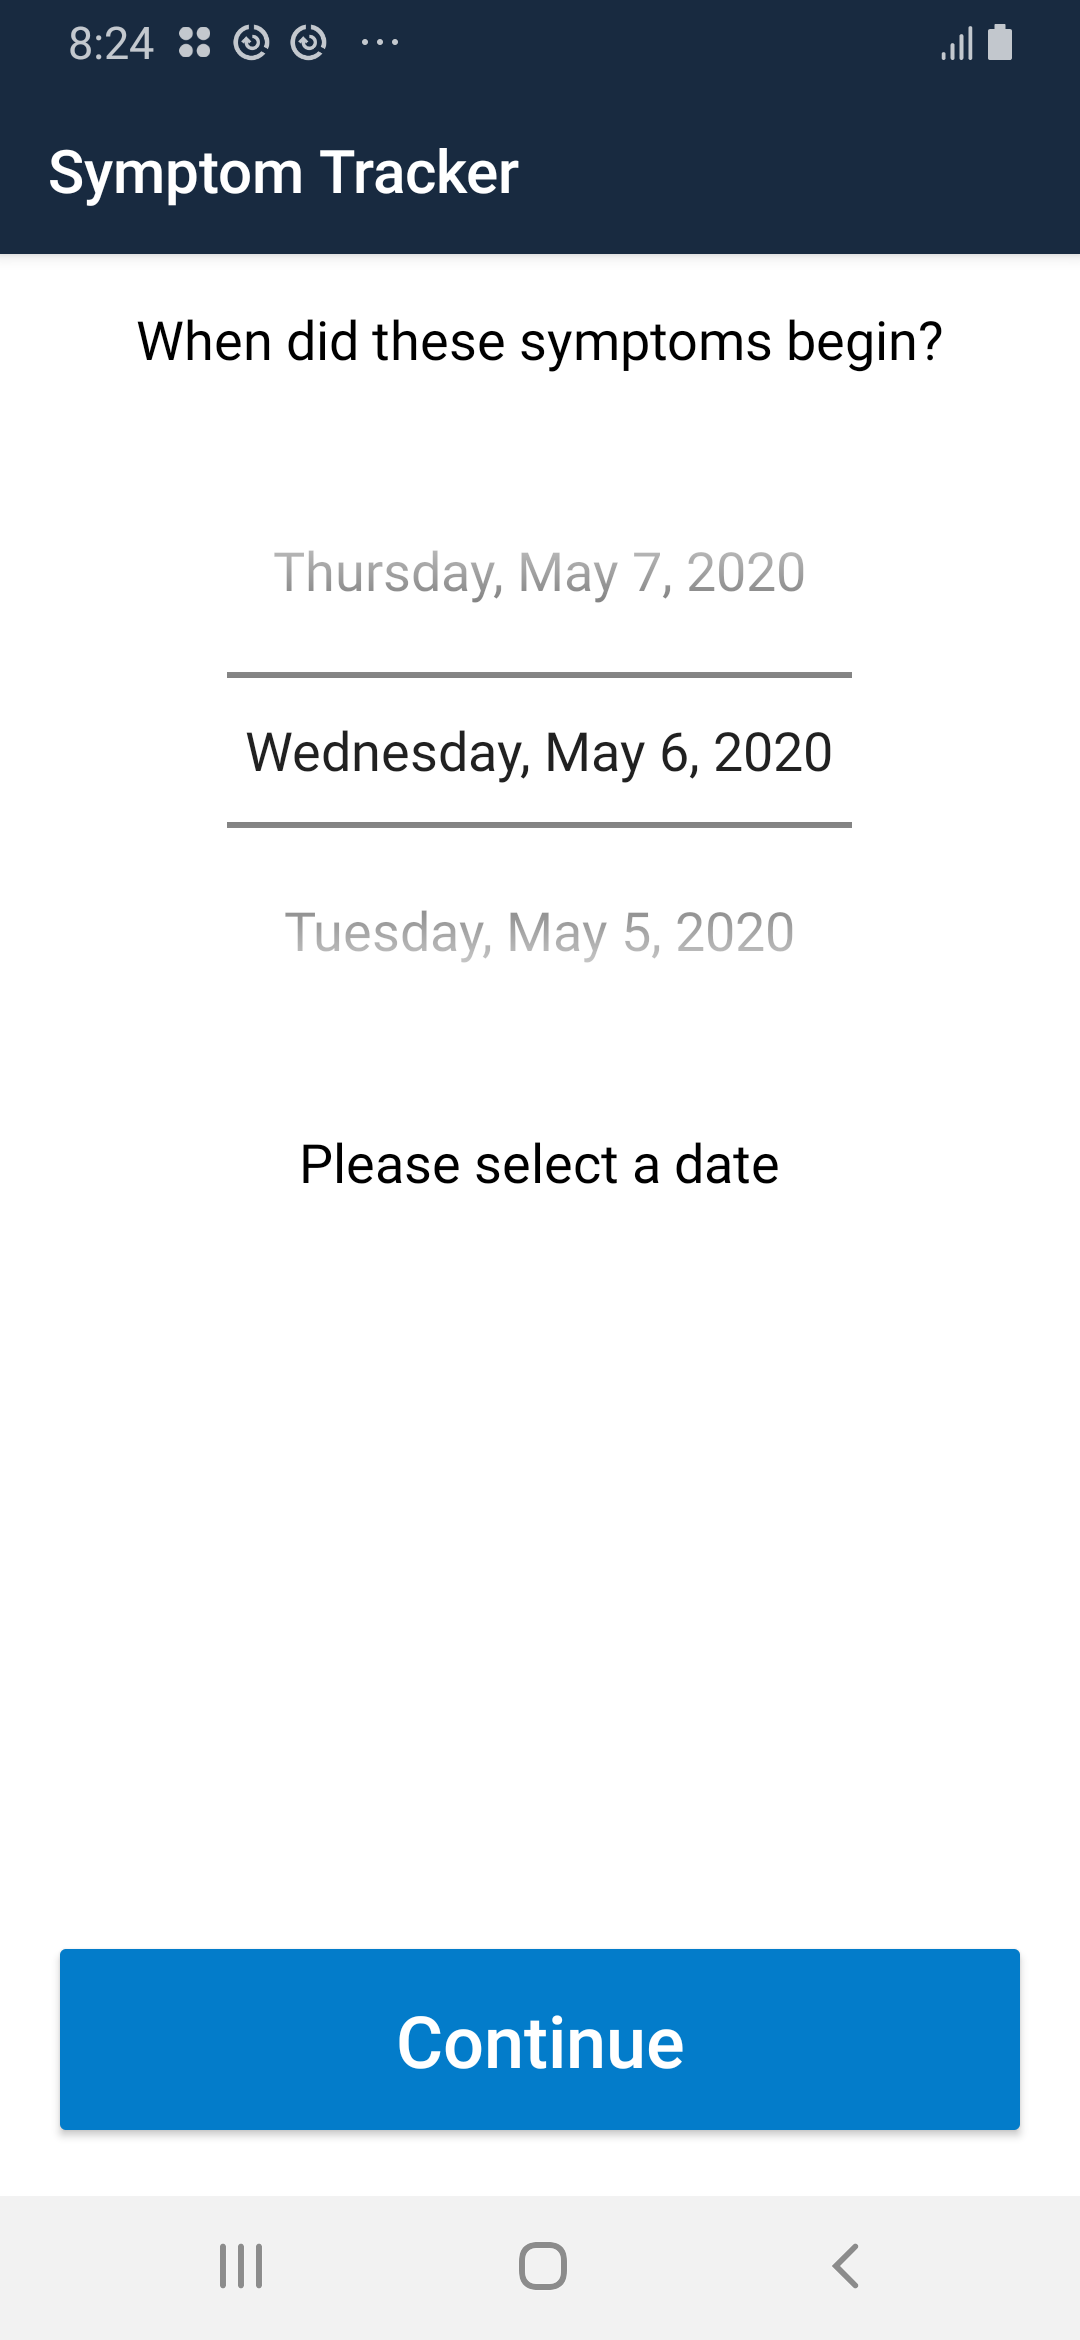 8:24
Symptom Tracker
When did these symptoms begin?
Thursday, May 7, 2020
Wednesday, May 6, 2020
Tuesday, May 5, 2020
Please select a date
Continue